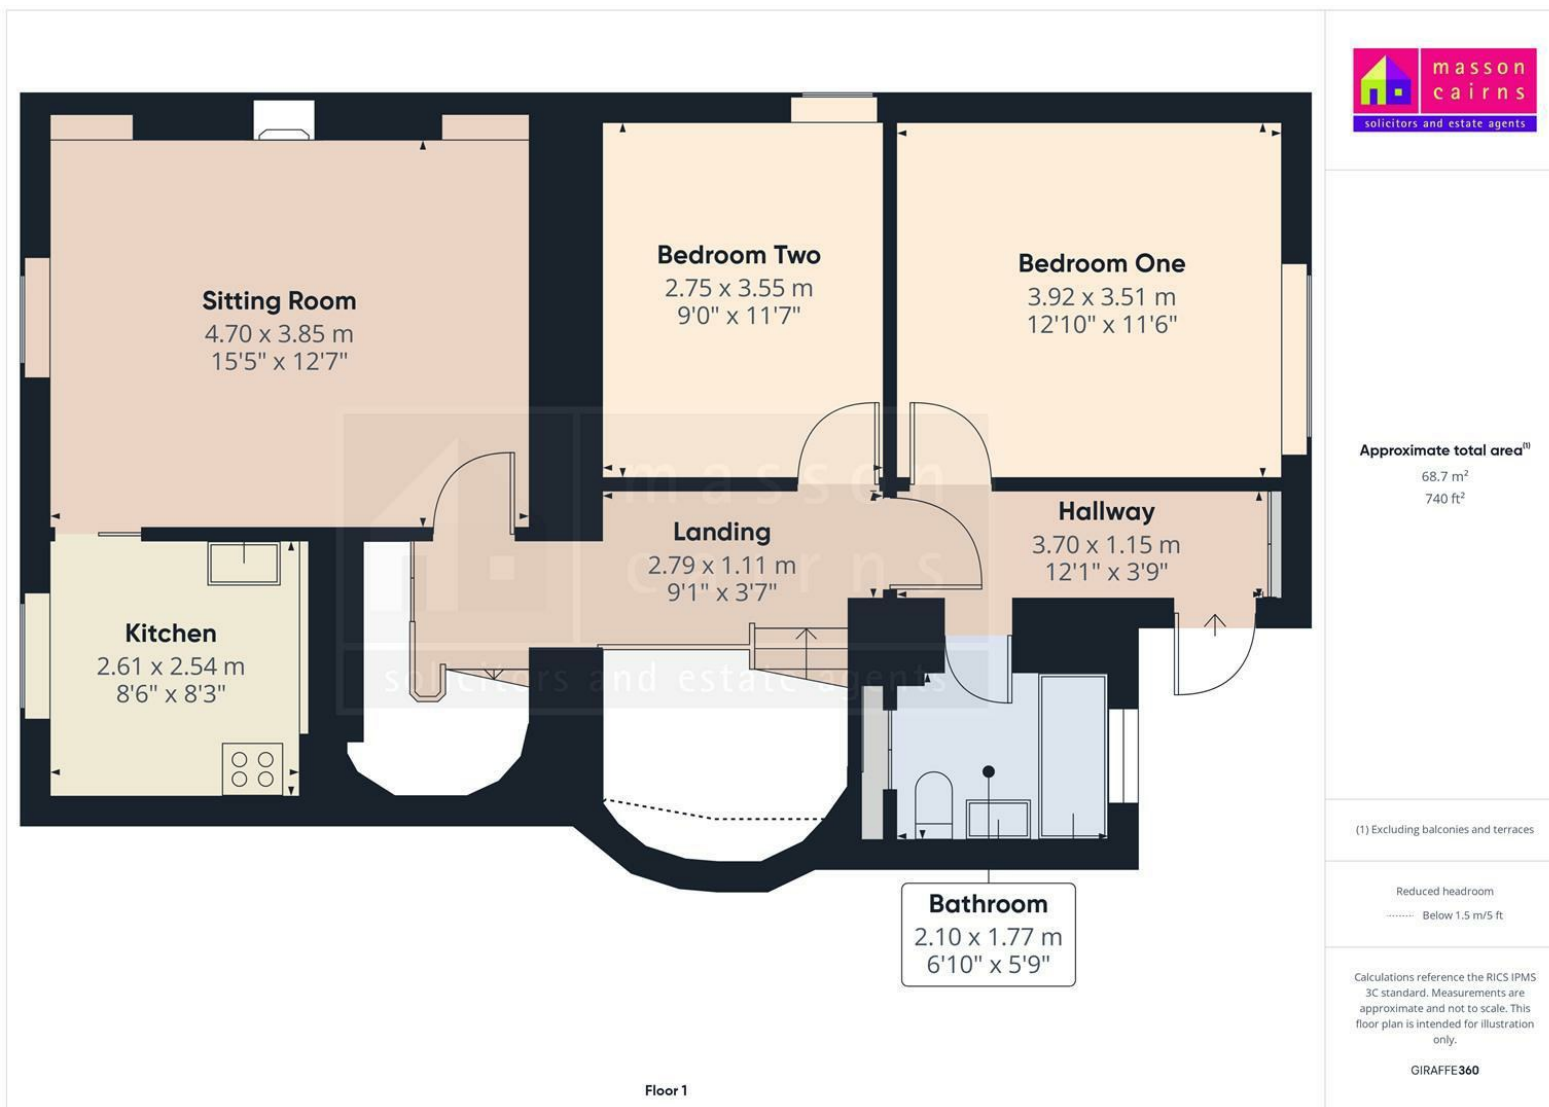 masson
cairns
solicitors and estate agents
Sitting Room
4.70 x 3.85 m
15'5" x 12'7"
Bedroom Two
2.75 x 3.55 m
9'0" x 11'7"
Bedroom One
3.92 x 3.51 m
12'10" x 11'6"
masson
cairns
solicitors and estate agents
Landing
2.79 x 1.11 m
9'1" x 3'7"
Hallway
3.70 x 1.15 m
12'1" x 3'9"
Kitchen
2.61 x 2.54 m
8'6" x 8'3"
Bathroom
2.10 x 1.77 m
6'10" x 5'9"
Floor 1
Approximate total area(1)
68.7 m²
740 ft²
(1) Excluding balconies and terraces
Reduced headroom
Below 1.5 m/5 ft
Calculations reference the RICS IPMS
3C standard. Measurements are
approximate and not to scale. This
floor plan is intended for illustration
only.
GIRAFFE360